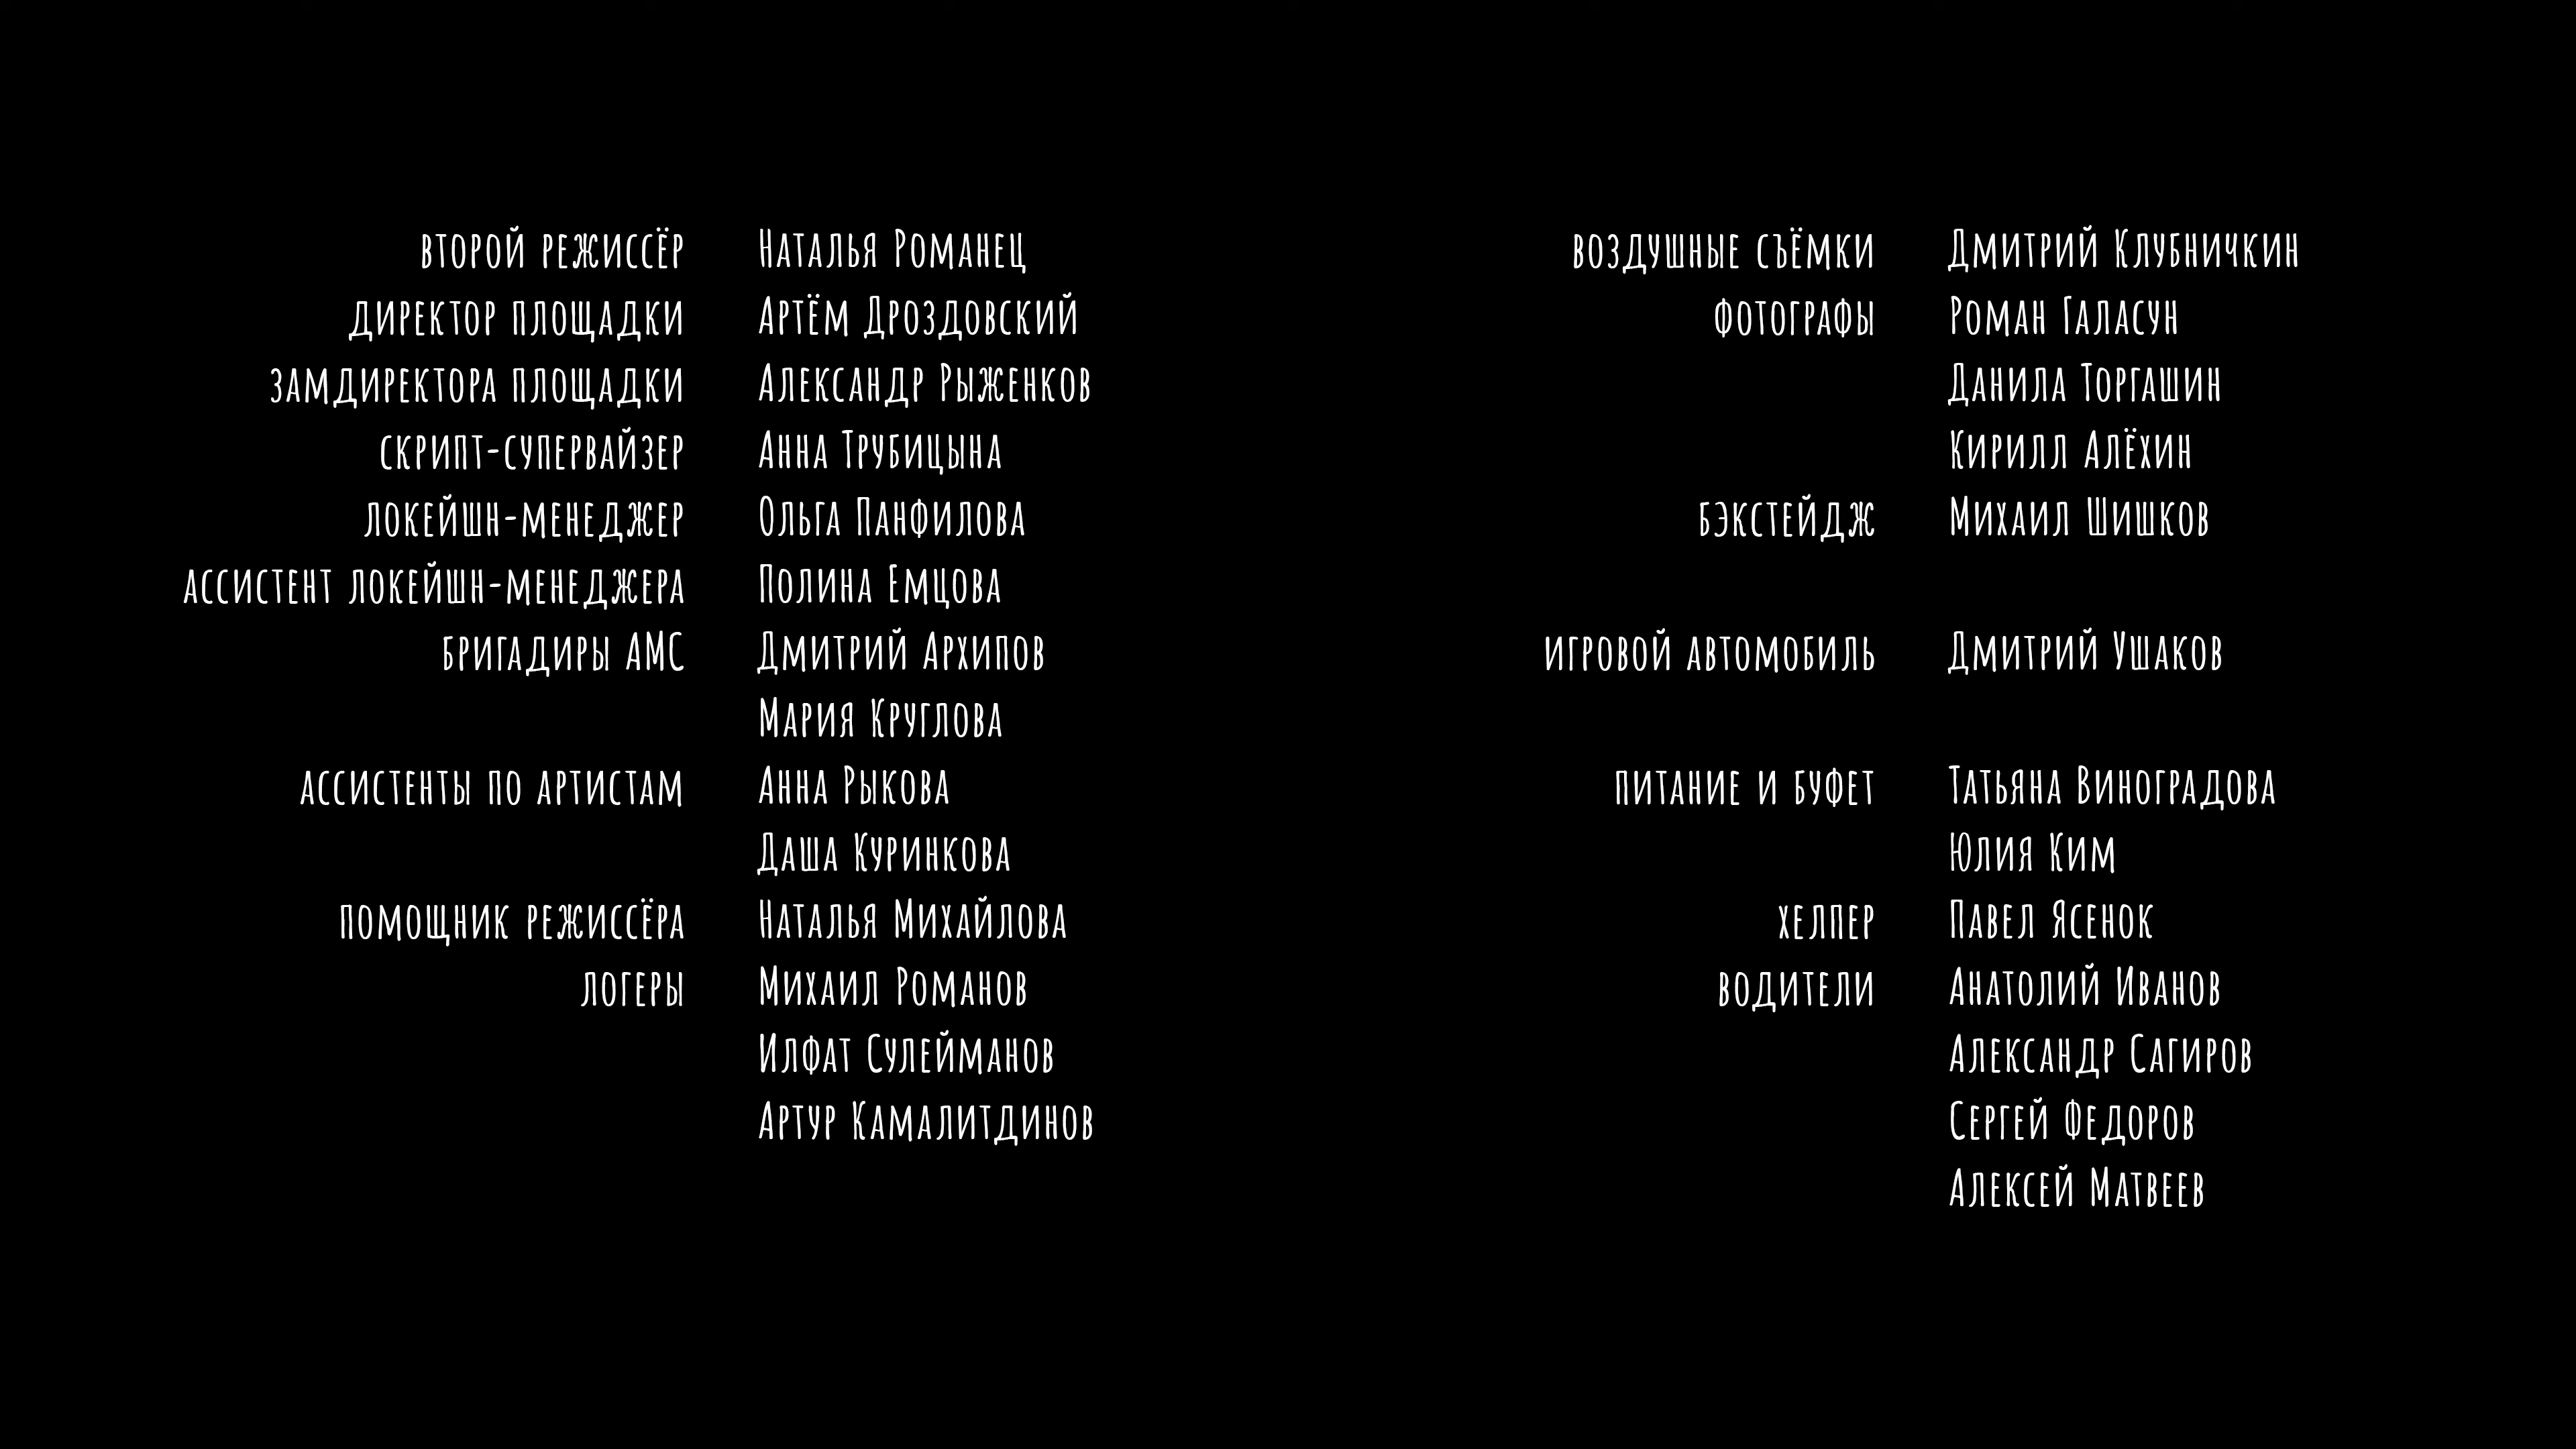 второй режиссёр Наталья Романец
директор площадки Артём Дроздовский
замдиректора площадки Александр Рыженков
скрипт-супервайзер Анна Трубицына
локейшн-менеджер Ольга Панфилова
ассистент локейшн-менеджера Полина Емцова
бригадиры АМС Дмитрий Архипов
Мария Круглова
ассистенты по артистам Анна Рыкова
Даша Куринкова
помощник режиссёра Наталья Михайлова
логеры Михаил Романов
Илфат Сулейманов
Артур Камалитдинов
воздушные съёмки Дмитрий Клубничкин
фотографы Роман Галасун
Данила Торгашин
Кирилл Алёхин
бэкстейдж Михаил Шишков
игровой автомобиль Дмитрий Ушаков
питание и буфет Татьяна Виноградова
Юлия Ким
хелпер Павел Ясенок
водители Анатолий Иванов
Александр Сагиров
Сергей Федоров
Алексей Матвеев